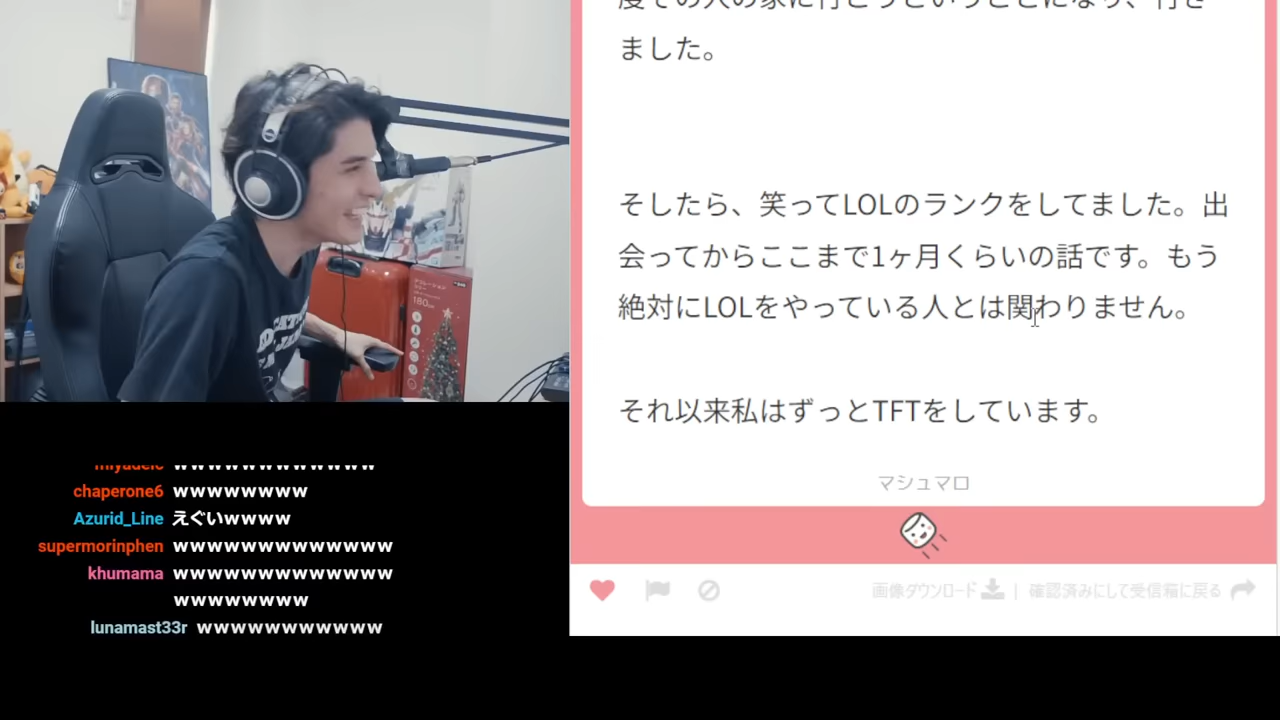 ました。
そしたら、笑ってLOLのランクをしてました。出
会ってからここまで1ヶ月くらいの話です。もう
絶対にLOLをやっている人とは関わりません。
それ以来私はずっとTFTをしています。
マシュマロ
画像ダウンロード | 確認済みにして受信箱に戻る
180
miyadeic wwwwwwwwwwww
chaperone6 wwwwwwww
Azurid_Line えぐいwwww
supermorinphen wwwwwwwwwwwww
khumama wwwwwwwwwwwww
wwwwwwww
lunamast33r wwwwwwwwwww